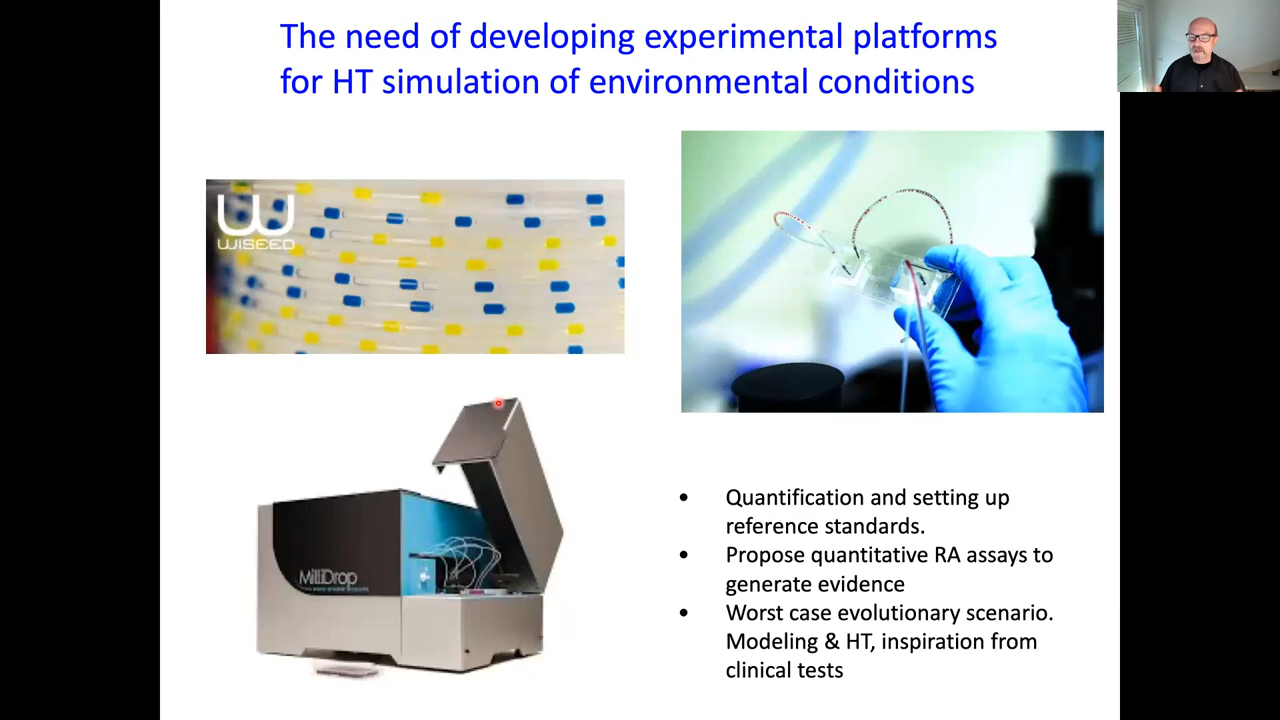 The need of developing experimental platforms
for HT simulation of environmental conditions
W
WISEED
MilliDrop
• Quantification and setting up
reference standards.
• Propose quantitative RA assays to
generate evidence
• Worst case evolutionary scenario.
Modeling & HT, inspiration from
clinical tests